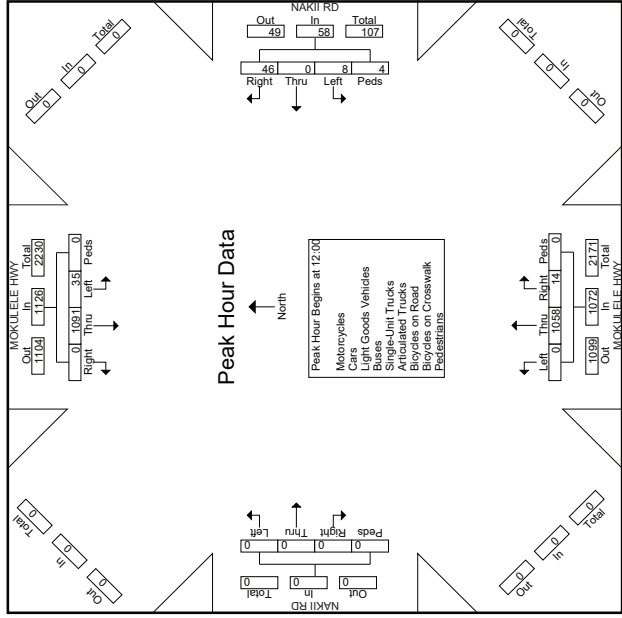 NAKII RD
Out In Total
49 58 107
46 0 8 4
Right Thru Left Peds
Out In Total
0 0 0
Total In Out
0 0 0
MOKULELE HWY
Out In Total
1104 1126 2230
0 1091 35 0
Right Thru Left Peds
Peak Hour Data
North
Peak Hour Begins at 12:00
Motorcycles
Cars
Light Goods Vehicles
Buses
Single-Unit Trucks
Articulated Trucks
Bicycles on Road
Bicycles on Crosswalk
Pedestrians
Left Thru Right Peds
0 1058 14 0
1099 1072 2171
Out In Total
MOKULELE HWY
Left Thru Right Peds
0 0 0 0
0 0 0
Total In Out
NAKII RD
Total In Out
0 0 0
Out In Total
0 0 0